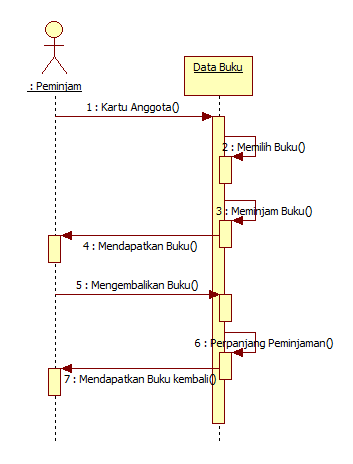 Data Buku
: Peminjam
1 : Kartu Anggota()
2 : Memilih Buku()
3 : Meminjam Buku()
4 : Mendapatkan Buku()
5 : Mengembalikan Buku()
6 : Perpanjang Peminjaman()
7 : Mendapatkan Buku kembali()